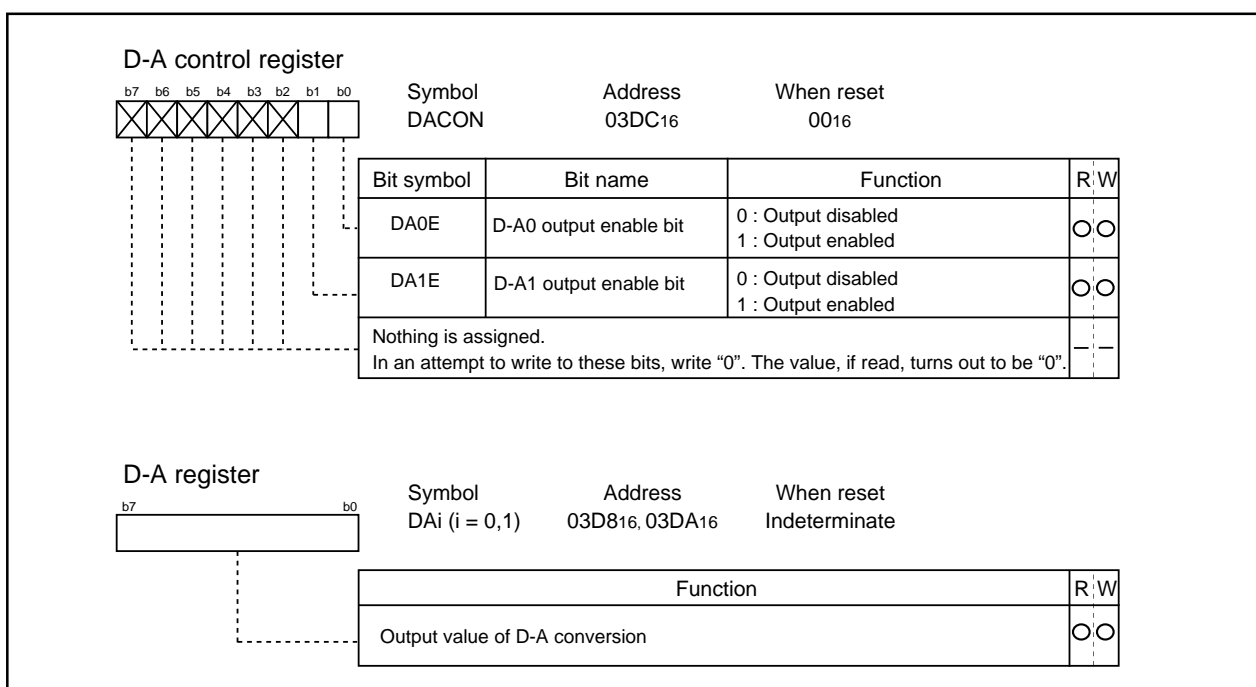 D-A control register
b7 b6 b5 b4 b3 b2 b1 b0
Symbol Address When reset
DACON 03DC16 0016
Bit symbol Bit name Function R W
DA0E D-A0 output enable bit 0 : Output disabled
1 : Output enabled
DA1E D-A1 output enable bit 0 : Output disabled
1 : Output enabled
Nothing is assigned.
In an attempt to write to these bits, write “0”. The value, if read, turns out to be “0”.
D-A register
b7 b0
Symbol Address When reset
DAi (i = 0,1) 03D816, 03DA16 Indeterminate
Function R W
Output value of D-A conversion